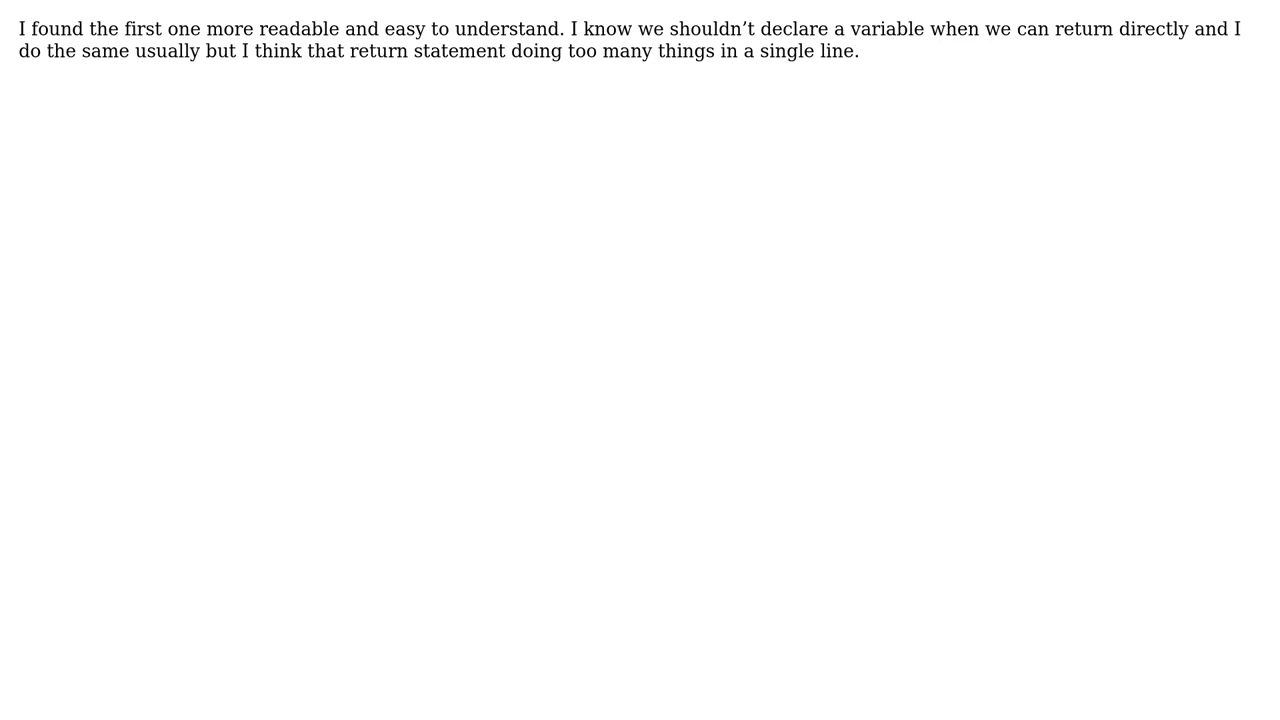 I found the first one more readable and easy to understand. I know we shouldn’t declare a variable when we can return directly and I
do the same usually but I think that return statement doing too many things in a single line.